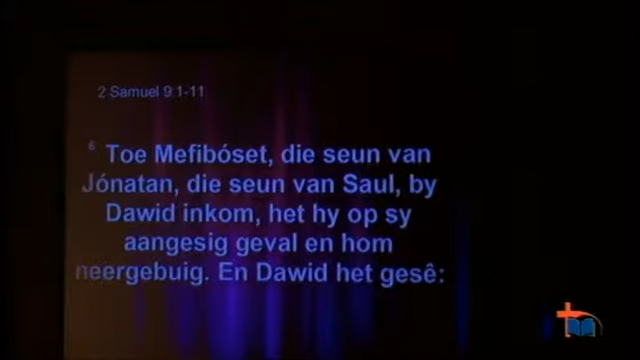 2 Samuel 9:1-11
6 Toe Mefibóset, die seun van
Jónatan, die seun van Saul, by
Dawid inkom, het hy op sy
aangesig geval en hom
neergebuig. En Dawid het gesê: